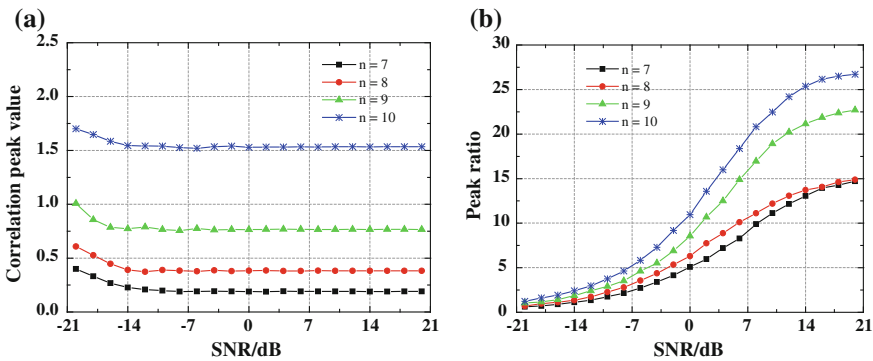 (a)
Correlation peak value
2.5
2.0
1.5
1.0
0.5
0.0
n = 7
n = 8
n = 9
n = 10
-21 -14 -7 0 7 14 21
SNR/dB
(b)
Peak ratio
30
25
20
15
10
5
0
n = 7
n = 8
n = 9
n = 10
-21 -14 -7 0 7 14 21
SNR/dB